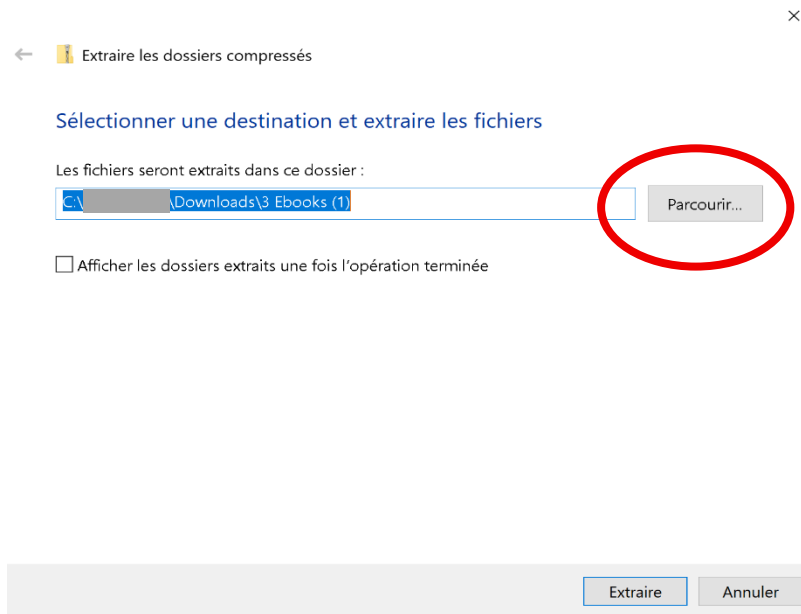 Extraire les dossiers compressés
Sélectionner une destination et extraire les fichiers
Les fichiers seront extraits dans ce dossier :
C:\ \Downloads\3 Ebooks (1)
Parcourir...
Afficher les dossiers extraits une fois l'opération terminée
Extraire
Annuler